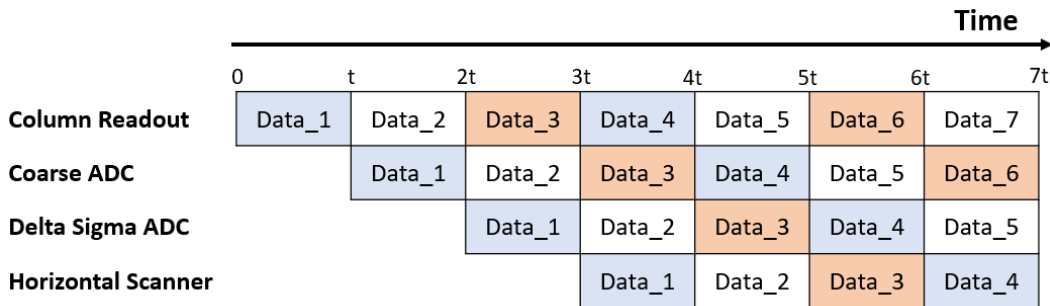 Time
0 t 2t 3t 4t 5t 6t 7t
Column Readout Data_1 Data_2 Data_3 Data_4 Data_5 Data_6 Data_7
Coarse ADC Data_1 Data_2 Data_3 Data_4 Data_5 Data_6
Delta Sigma ADC Data_1 Data_2 Data_3 Data_4 Data_5
Horizontal Scanner Data_1 Data_2 Data_3 Data_4